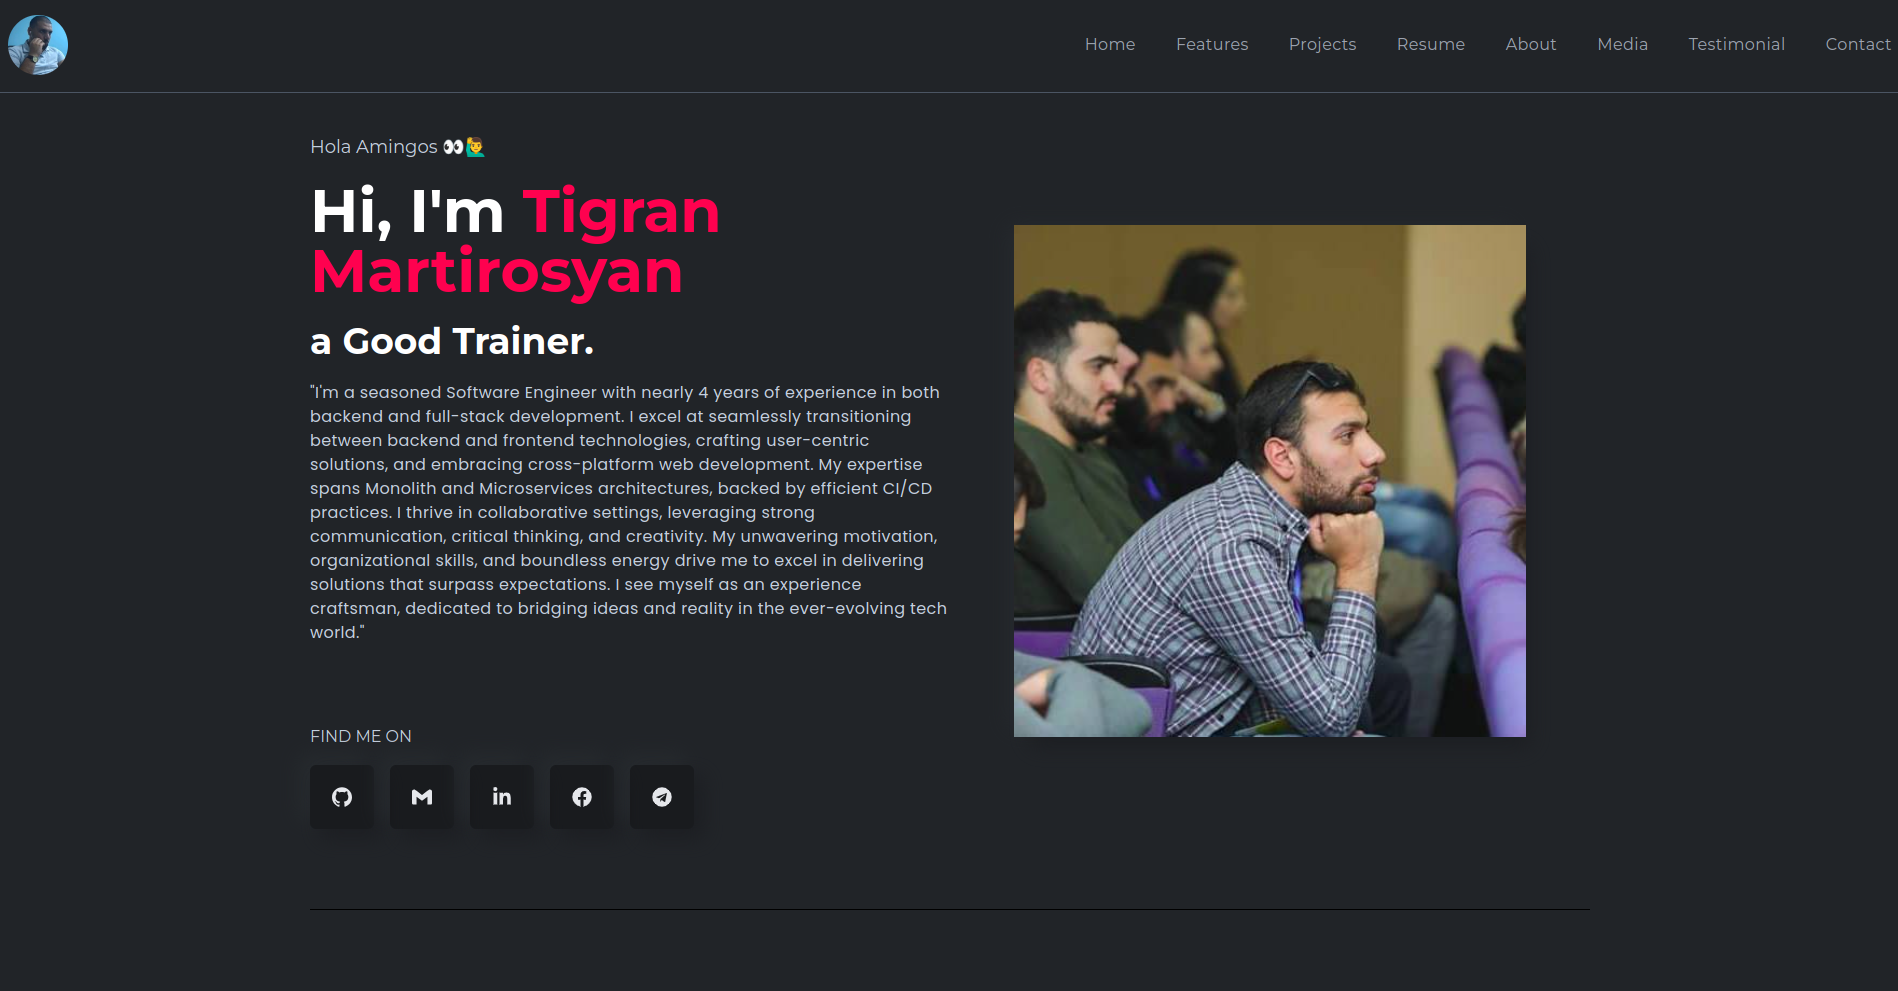 Home Features Projects Resume About Media Testimonial Contact
Hola Amingos 👀🙋‍♂️
Hi, I'm Tigran
Martirosyan
a Good Trainer.
"I'm a seasoned Software Engineer with nearly 4 years of experience in both
backend and full-stack development. I excel at seamlessly transitioning
between backend and frontend technologies, crafting user-centric
solutions, and embracing cross-platform web development. My expertise
spans Monolith and Microservices architectures, backed by efficient CI/CD
practices. I thrive in collaborative settings, leveraging strong
communication, critical thinking, and creativity. My unwavering motivation,
organizational skills, and boundless energy drive me to excel in delivering
solutions that surpass expectations. I see myself as an experience
craftsman, dedicated to bridging ideas and reality in the ever-evolving tech
world."
FIND ME ON